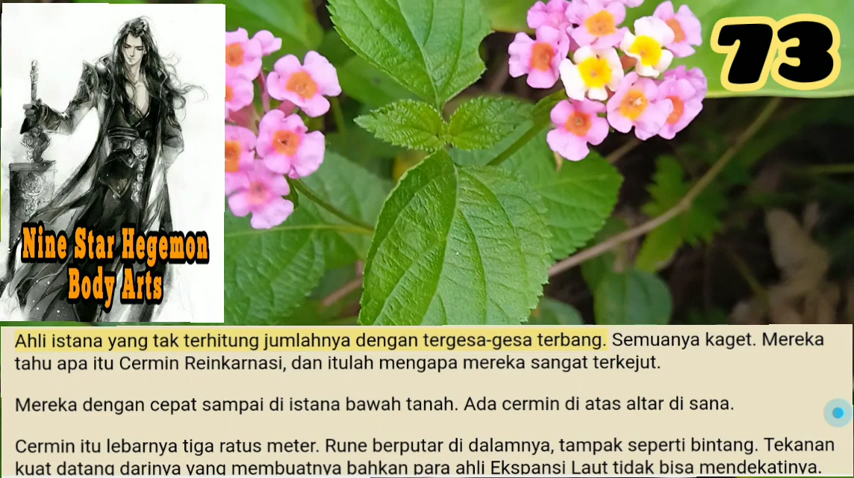 73
Nine Star Hegemon
Body Arts
Ahli istana yang tak terhitung jumlahnya dengan tergesa-gesa terbang. Semuanya kaget. Mereka
tahu apa itu Cermin Reinkarnasi, dan itulah mengapa mereka sangat terkejut.
Mereka dengan cepat sampai di istana bawah tanah. Ada cermin di atas altar di sana.
Cermin itu lebarnya tiga ratus meter. Rune berputar di dalamnya, tampak seperti bintang. Tekanan
kuat datang darinya yang membuatnya bahkan para ahli Ekspansi Laut tidak bisa mendekatinya.